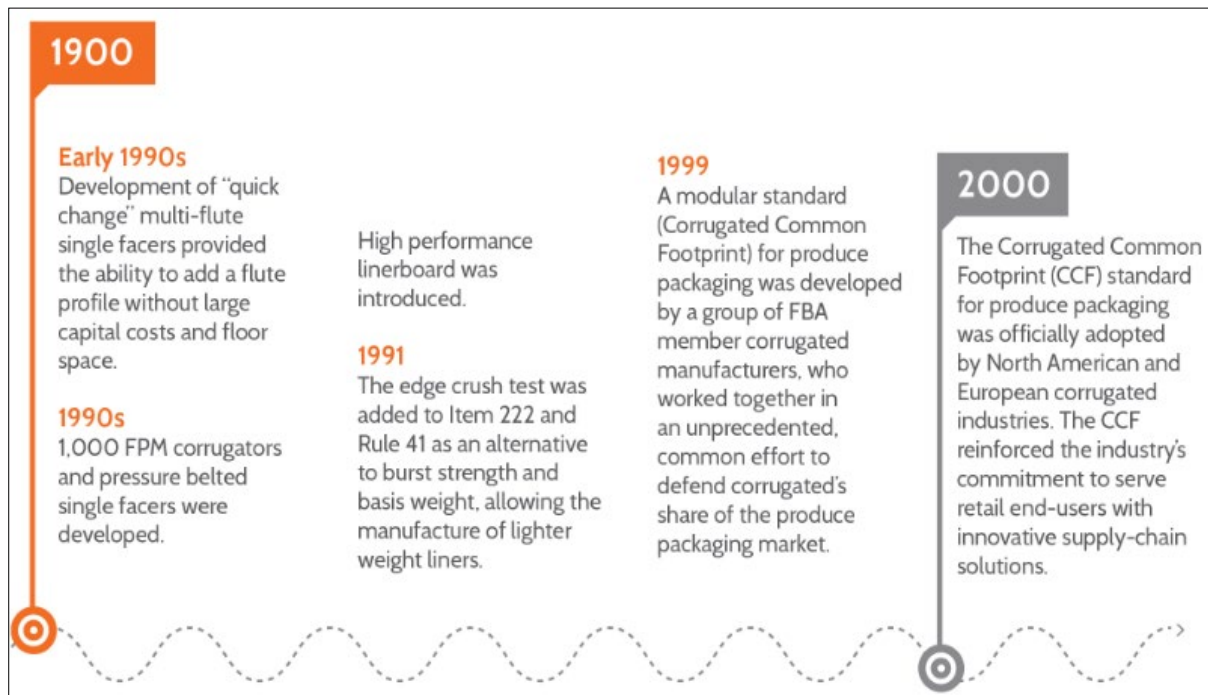 1900
Early 1990s
Development of “quick
change” multi-flute
single facers provided
the ability to add a flute
profile without large
capital costs and floor
space.
1990s
1,000 FPM corrugators
and pressure belted
single facers were
developed.
High performance
linerboard was
introduced.
1991
The edge crush test was
added to Item 222 and
Rule 41 as an alternative
to burst strength and
basis weight, allowing the
manufacture of lighter
weight liners.
1999
A modular standard
(Corrugated Common
Footprint) for produce
packaging was developed
by a group of FBA
member corrugated
manufacturers, who
worked together in
an unprecedented,
common effort to
defend corrugated’s
share of the produce
packaging market.
2000
The Corrugated Common
Footprint (CCF) standard
for produce packaging
was officially adopted
by North American and
European corrugated
industries. The CCF
reinforced the industry’s
commitment to serve
retail end-users with
innovative supply-chain
solutions.